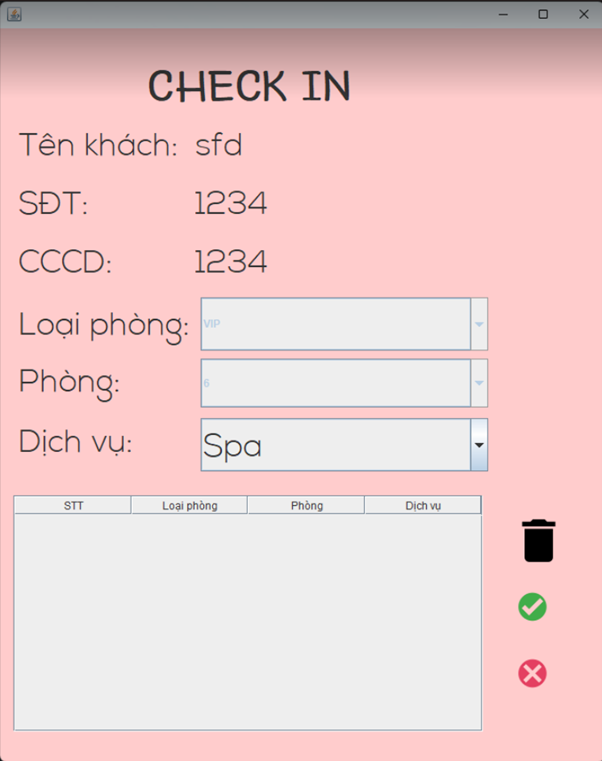 CHECK IN
Tên khách: sfd
SĐT: 1234
CCCD: 1234
Loại phòng: VIP
Phòng: 6
Dịch vụ: Spa
STT Loại phòng Phòng Dịch vụ